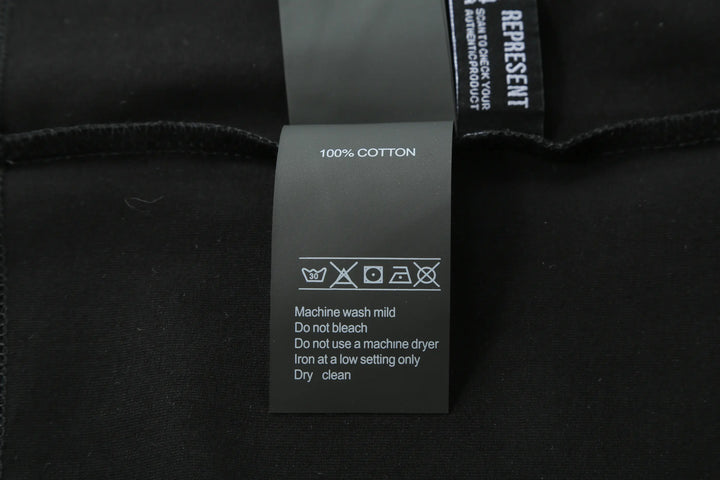 REPRESENT
SCAN TO CHECK YOUR
AUTHENTIC PRODUCT
100% COTTON
30
Machine wash mild
Do not bleach
Do not use a machine dryer
Iron at a low setting only
Dry clean